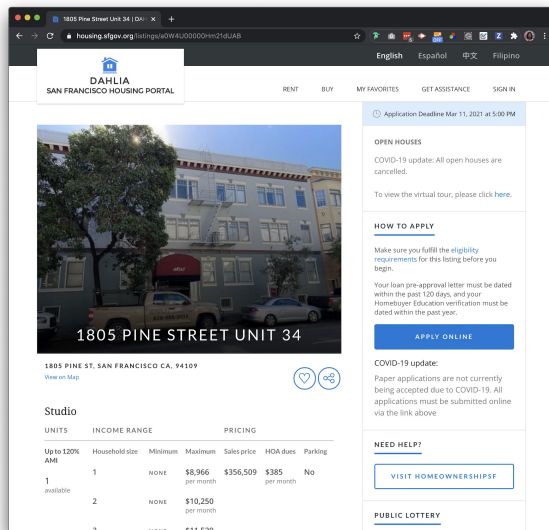 1805 Pine Street Unit 34 | DAH
housing.sfgov.org/listings/a0W4U00000Hm21dUAB
English Español 中文 Filipino
DAHLIA
SAN FRANCISCO HOUSING PORTAL
RENT BUY MY FAVORITES GET ASSISTANCE SIGN IN
1805 PINE STREET UNIT 34
1805 PINE ST, SAN FRANCISCO CA, 94109
View on Map
Studio
UNITS INCOME RANGE PRICING
Up to 120% AMI Household size Minimum Maximum Sales price HOA dues Parking
1 available 1 NONE $8,966 per month $356,509 $385 per month No
2 NONE $10,250 per month
Application Deadline Mar 11, 2021 at 5:00 PM
OPEN HOUSES
COVID-19 update: All open houses are
cancelled.
To view the virtual tour, please click here.
HOW TO APPLY
Make sure you fulfill the eligibility
requirements for this listing before you
begin.
Your loan pre-approval letter must be dated
within the past 120 days, and your
Homebuyer Education verification must be
dated within the past year.
APPLY ONLINE
COVID-19 update:
Paper applications are not currently
being accepted due to COVID-19. All
applications must be submitted online
via the link above
NEED HELP?
VISIT HOMEOWNERSHIPSF
PUBLIC LOTTERY